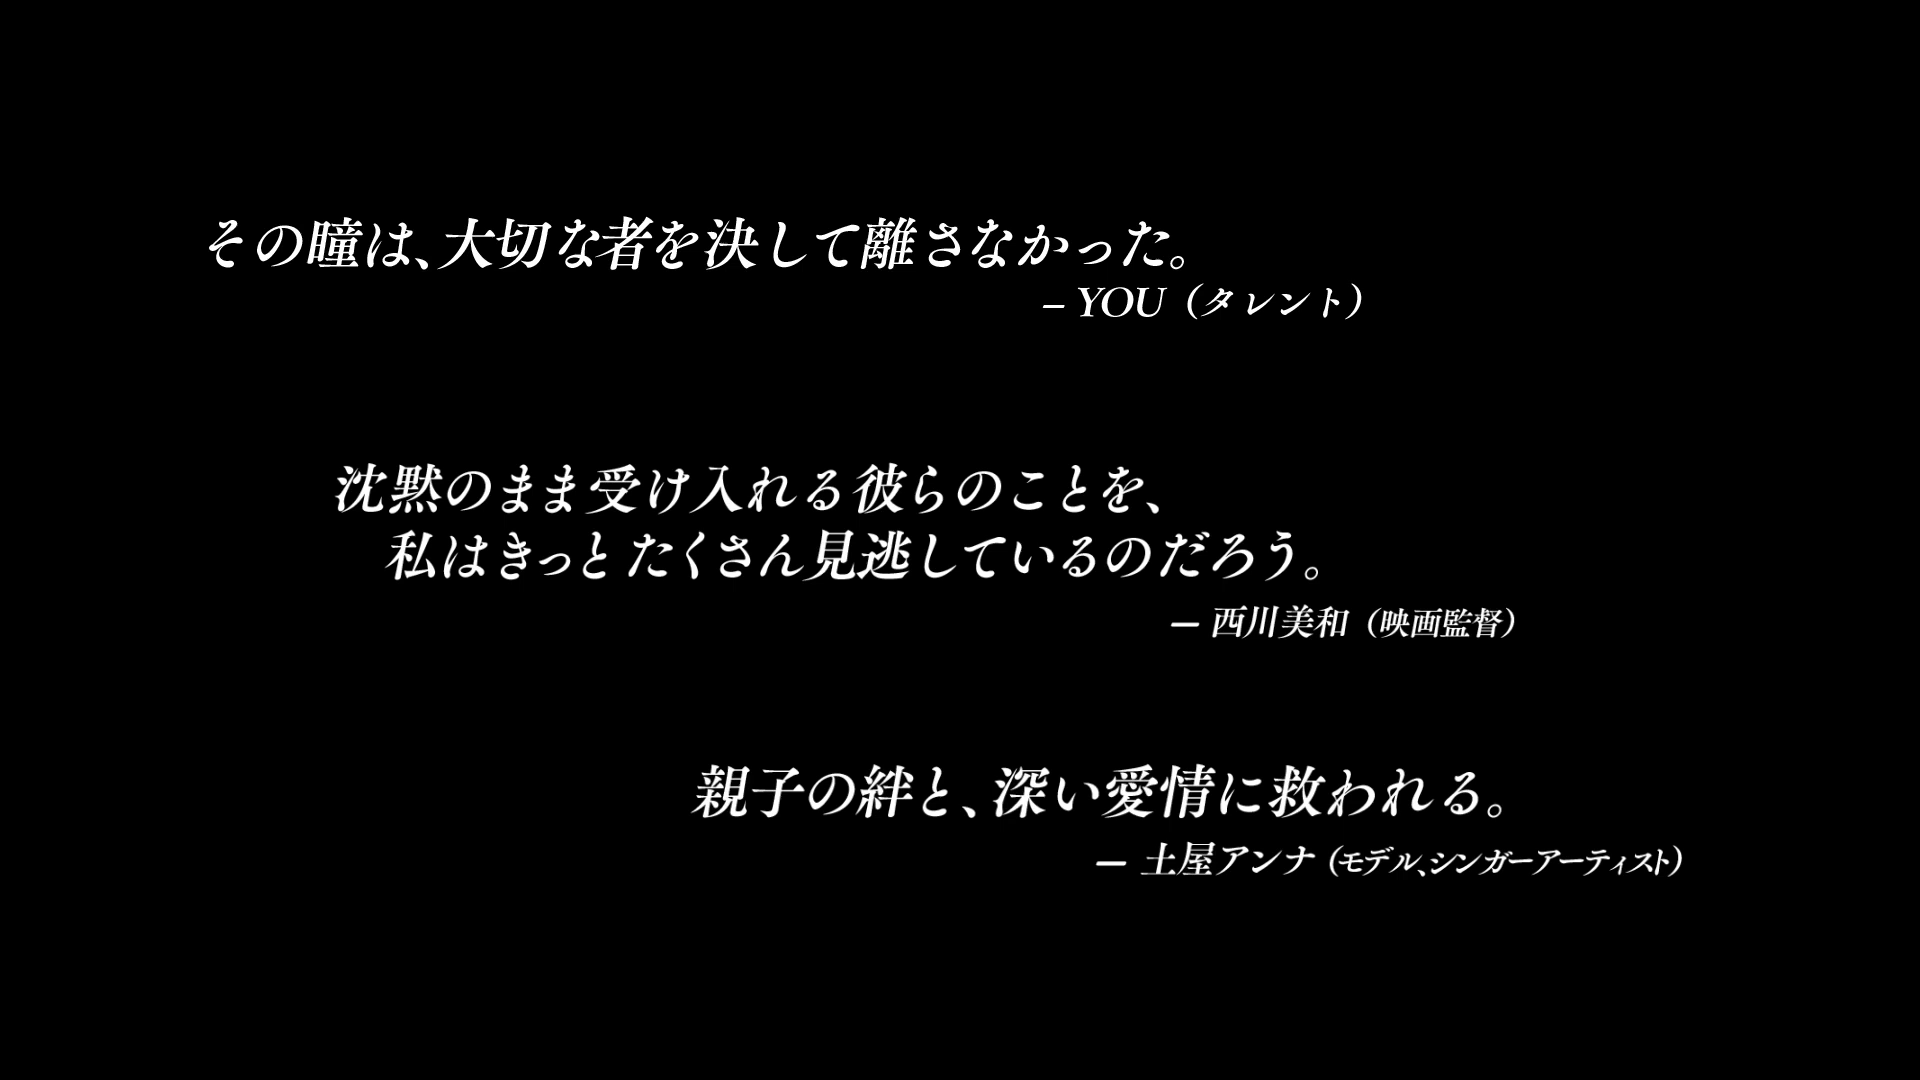 その瞳は、大切な者を決して離さなかった。
– YOU（タレント）
沈黙のまま受け入れる彼らのことを、
私はきっとたくさん見逃しているのだろう。
— 西川美和（映画監督）
親子の絆と、深い愛情に救われる。
— 土屋アンナ（モデル、シンガーアーティスト）